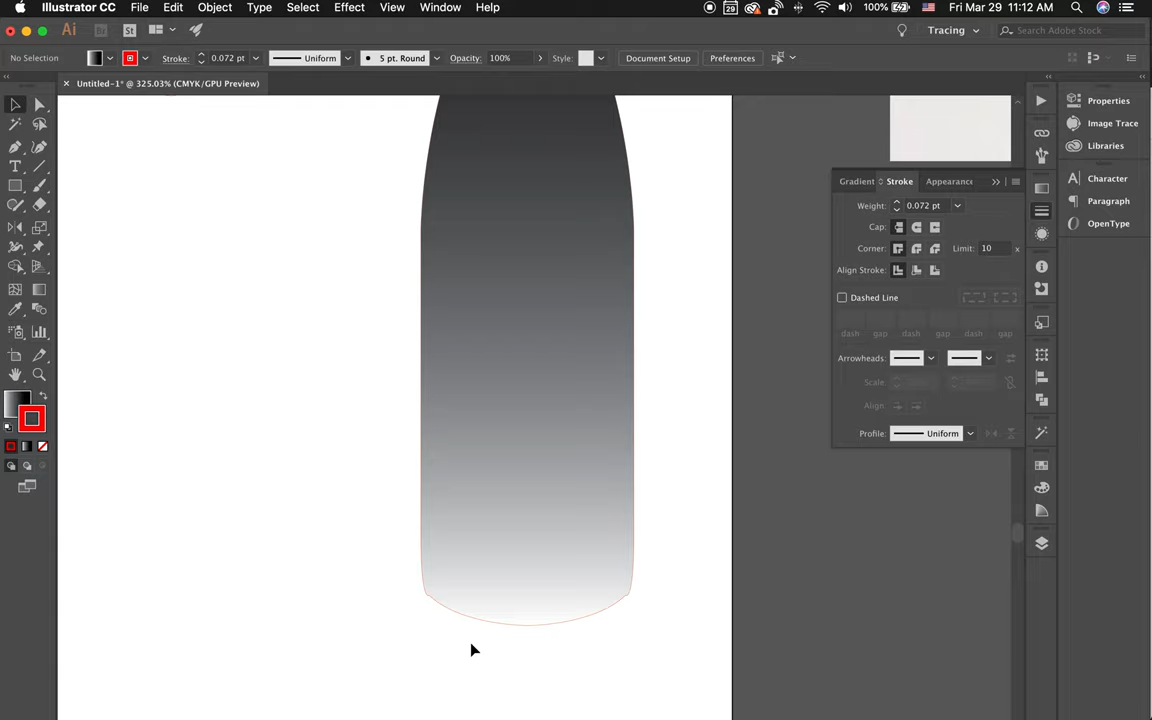 Illustrator CC File Edit Object Type Select Effect View Window Help 29 100% Fri Mar 29 11:12 AM
Ai Br St Tracing Search Adobe Stock
No Selection Stroke: 0.072 pt Uniform 5 pt. Round Opacity: 100% Style: Document Setup Preferences
Untitled-1* @ 325.03% (CMYK/GPU Preview)
Properties
Image Trace
Libraries
Character
Paragraph
OpenType
Gradient Stroke Appearance
Weight: 0.072 pt
Cap:
Corner: Limit: 10 x
Align Stroke:
Dashed Line
dash gap dash gap dash gap
Arrowheads:
Scale:
Align:
Profile: Uniform